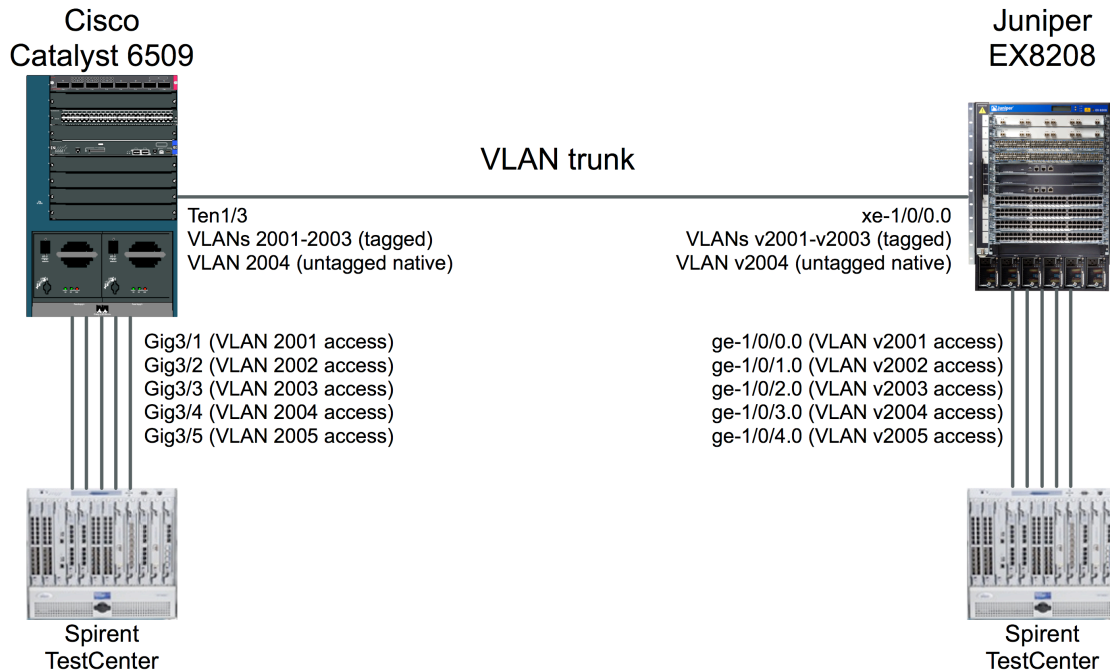 Cisco
Catalyst 6509
Juniper
EX8208
VLAN trunk
Ten1/3
VLANs 2001-2003 (tagged)
VLAN 2004 (untagged native)
xe-1/0/0.0
VLANs v2001-v2003 (tagged)
VLAN v2004 (untagged native)
Gig3/1 (VLAN 2001 access)
Gig3/2 (VLAN 2002 access)
Gig3/3 (VLAN 2003 access)
Gig3/4 (VLAN 2004 access)
Gig3/5 (VLAN 2005 access)
ge-1/0/0.0 (VLAN v2001 access)
ge-1/0/1.0 (VLAN v2002 access)
ge-1/0/2.0 (VLAN v2003 access)
ge-1/0/3.0 (VLAN v2004 access)
ge-1/0/4.0 (VLAN v2005 access)
Spirent
TestCenter
Spirent
TestCenter